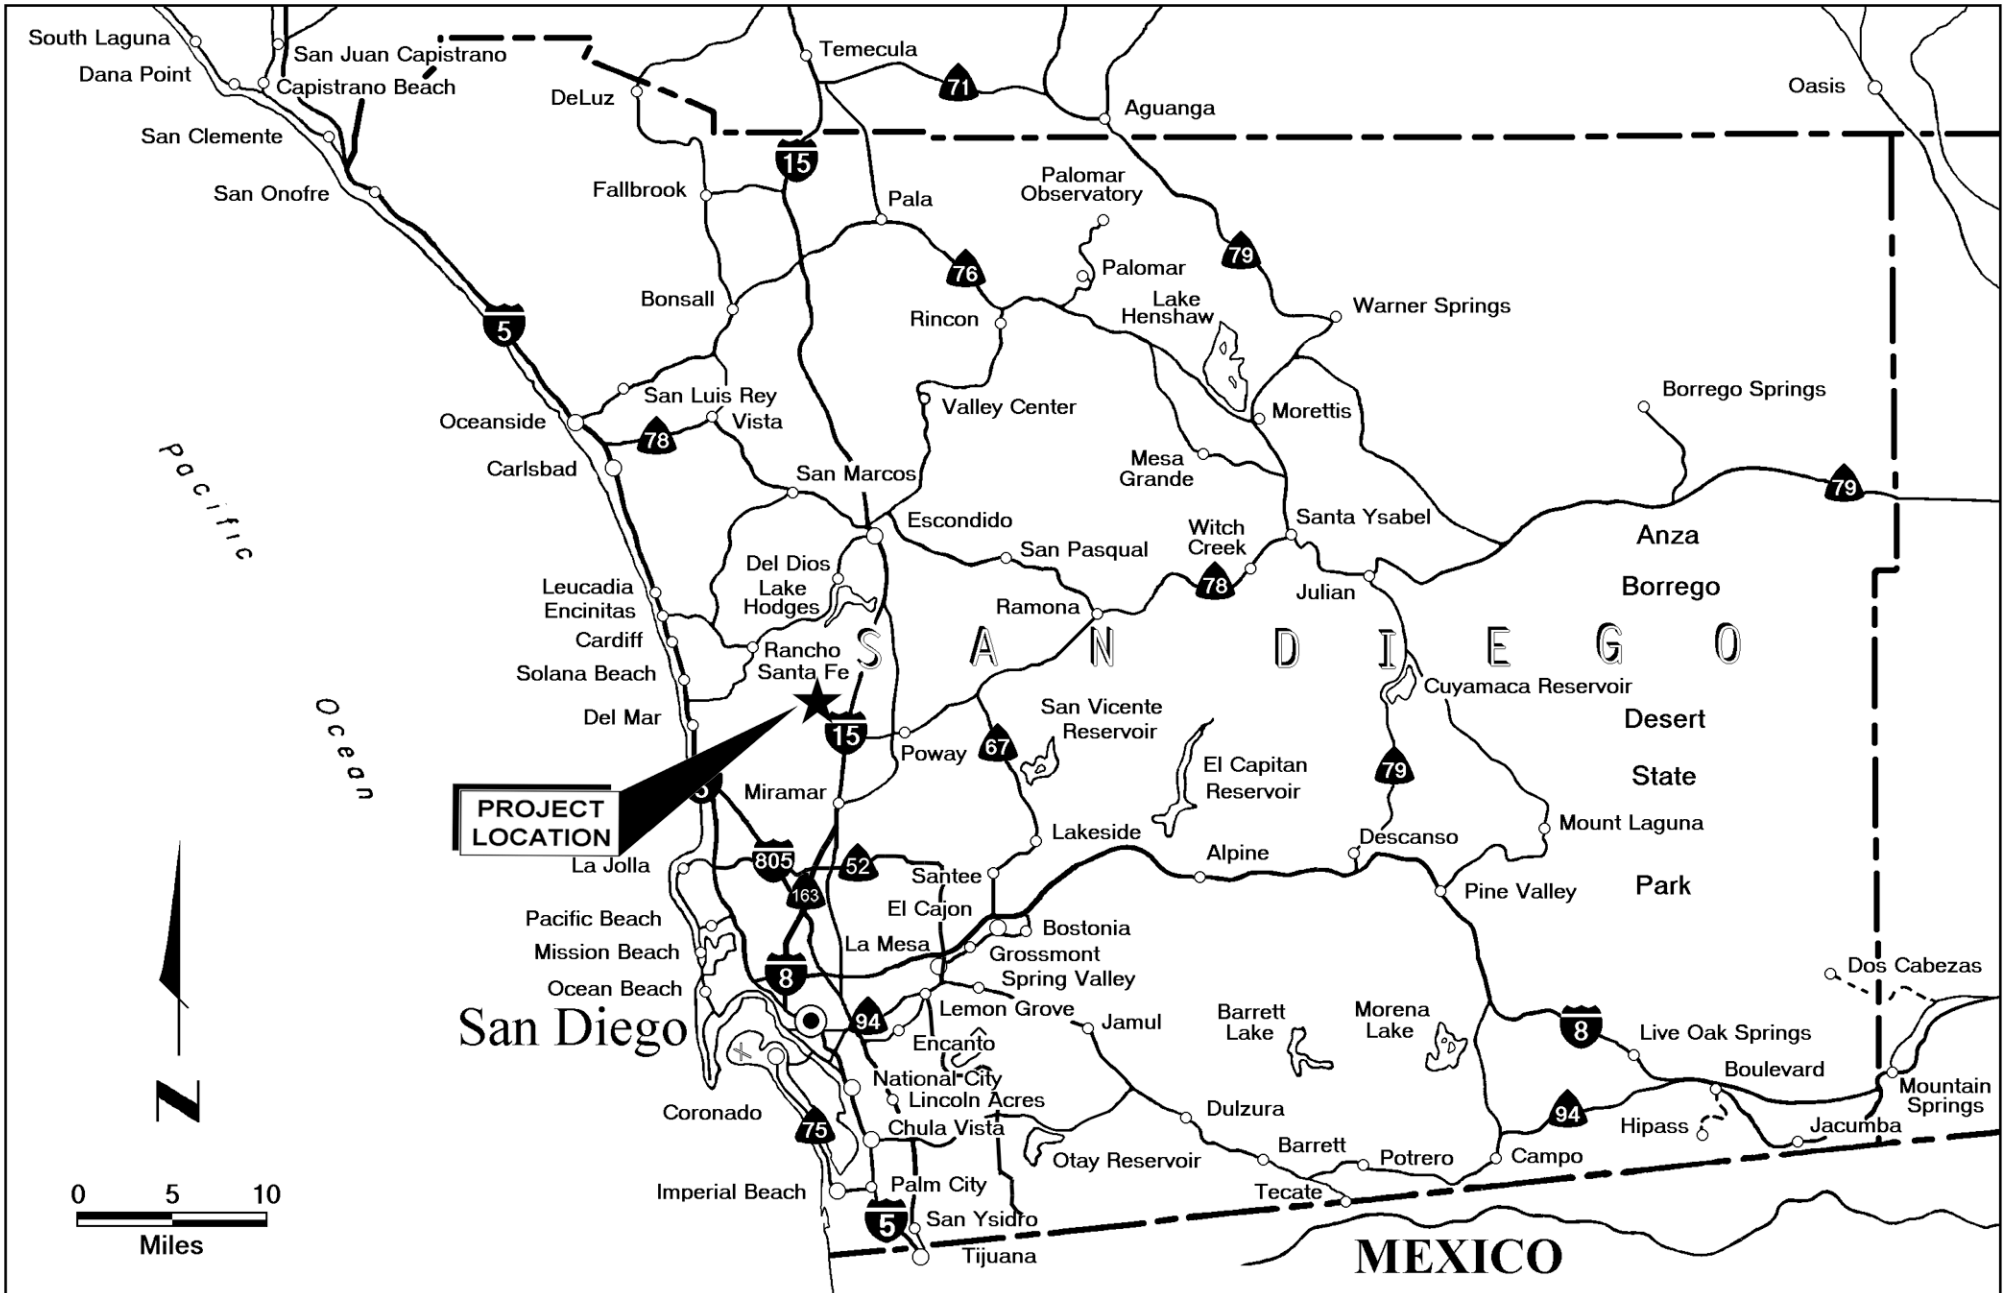 South Laguna
San Juan Capistrano
Dana Point
Capistrano Beach
San Clemente
San Onofre
Temecula
71
DeLuz
Aguanga
Oasis
15
Fallbrook
Pala
Palomar
Observatory
79
76
Palomar
Bonsall
Rincon
Lake
Henshaw
Warner Springs
5
San Luis Rey
Valley Center
Borrego Springs
Oceanside
78
Vista
Morettis
Carlsbad
San Marcos
Mesa
Grande
79
Pacific
Ocean
Escondido
San Pasqual
Witch
Creek
Santa Ysabel
Anza
Borrego
Desert
State
Park
Leucadia
Encinitas
Cardiff
Solana Beach
Del Mar
Del Dios
Lake
Hodges
Ramona
78
Julian
Rancho
Santa Fe
SAN DIEGO
Cuyamaca Reservoir
15
Poway
67
San Vicente
Reservoir
El Capitan
Reservoir
79
5
Miramar
PROJECT
LOCATION
Lakeside
Descanso
Mount Laguna
La Jolla
805
52
163
Santee
Alpine
Pine Valley
Pacific Beach
El Cajon
Bostonia
Mission Beach
La Mesa
Grossmont
8
Spring Valley
Ocean Beach
Lemon Grove
Dos Cabezas
San Diego
94
Encanto
Jamul
Barrett
Lake
Morena
Lake
8
Live Oak Springs
Boulevard
National City
Lincoln Acres
Coronado
75
Chula Vista
Dulzura
94
Hipass
Jacumba
Mountain
Springs
Otay Reservoir
Barrett
Potrero
Campo
Imperial Beach
Palm City
Tecate
5
San Ysidro
Tijuana
MEXICO
N
0 5 10
Miles